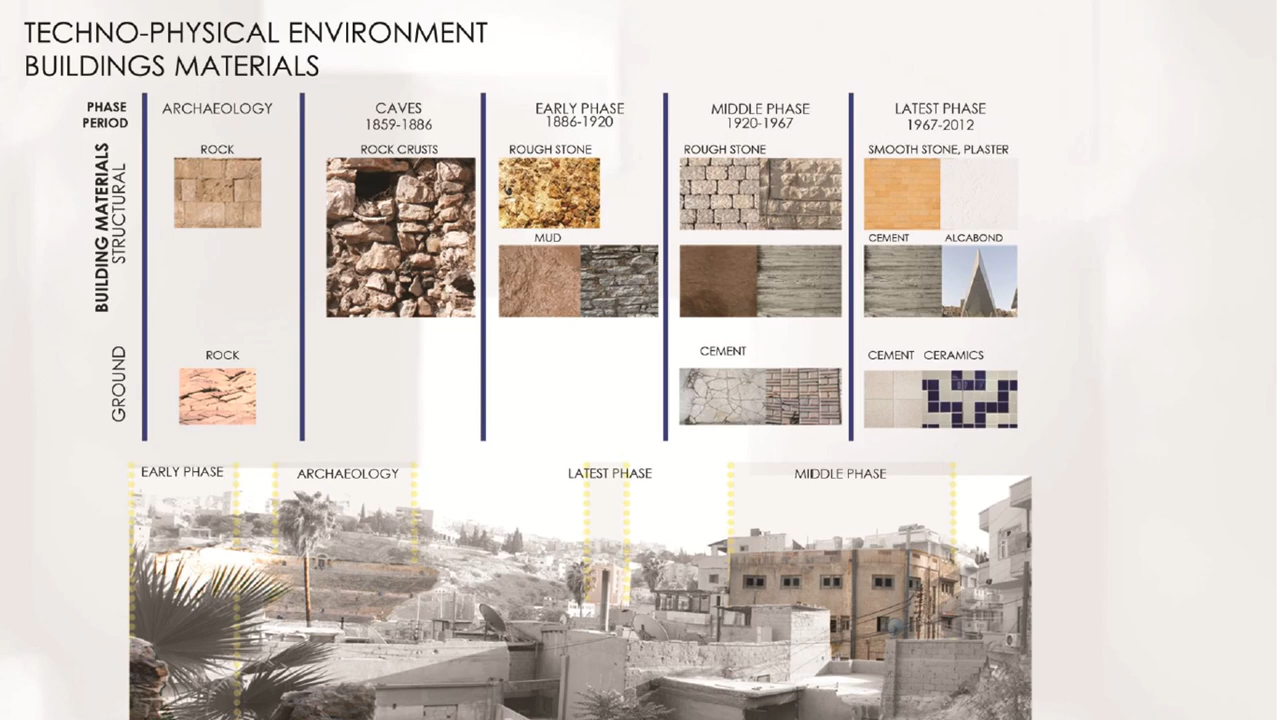 TECHNO-PHYSICAL ENVIRONMENT
BUILDINGS MATERIALS
PHASE
PERIOD
ARCHAEOLOGY
CAVES
1859-1886
EARLY PHASE
1886-1920
MIDDLE PHASE
1920-1967
LATEST PHASE
1967-2012
BUILDING MATERIALS
STRUCTURAL
ROCK
ROCK CRUSTS
ROUGH STONE
ROUGH STONE
SMOOTH STONE, PLASTER
MUD
CEMENT
ALCABOND
GROUND
ROCK
CEMENT
CEMENT
CERAMICS
EARLY PHASE
ARCHAEOLOGY
LATEST PHASE
MIDDLE PHASE